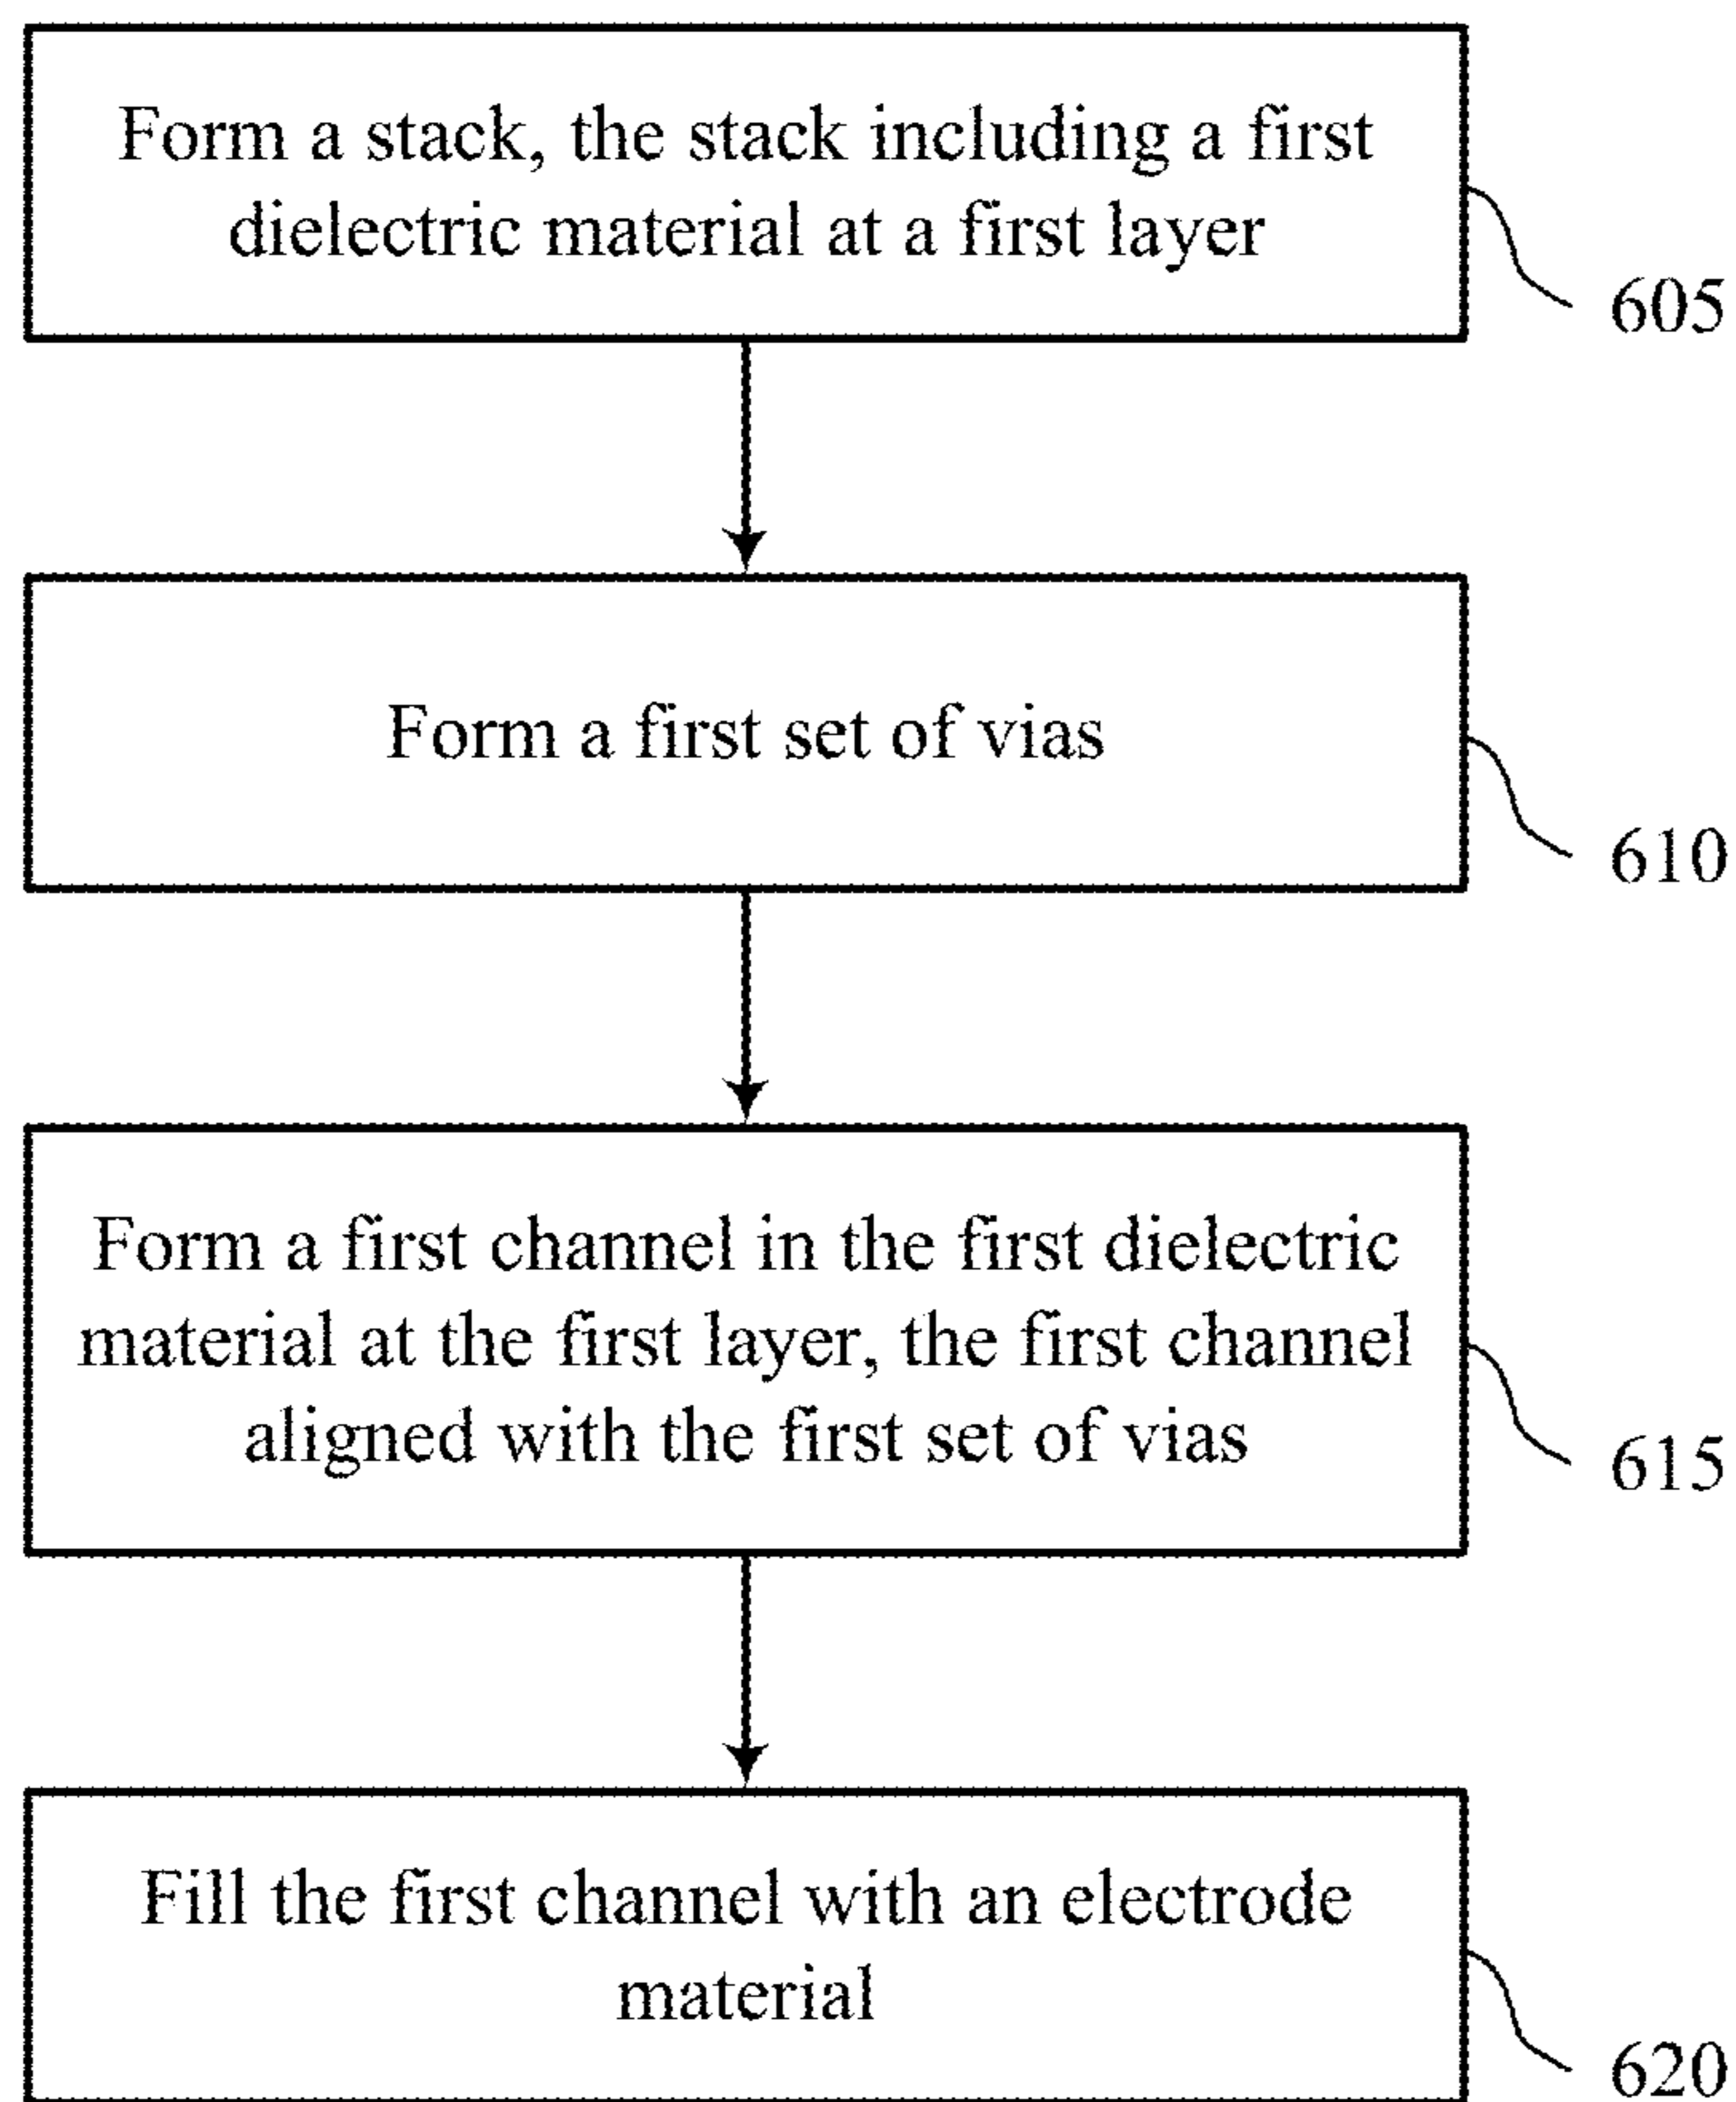 Form a stack, the stack including a first
dielectric material at a first layer
605
Form a first set of vias
610
Form a first channel in the first dielectric
material at the first layer, the first channel
aligned with the first set of vias
615
Fill the first channel with an electrode
material
620